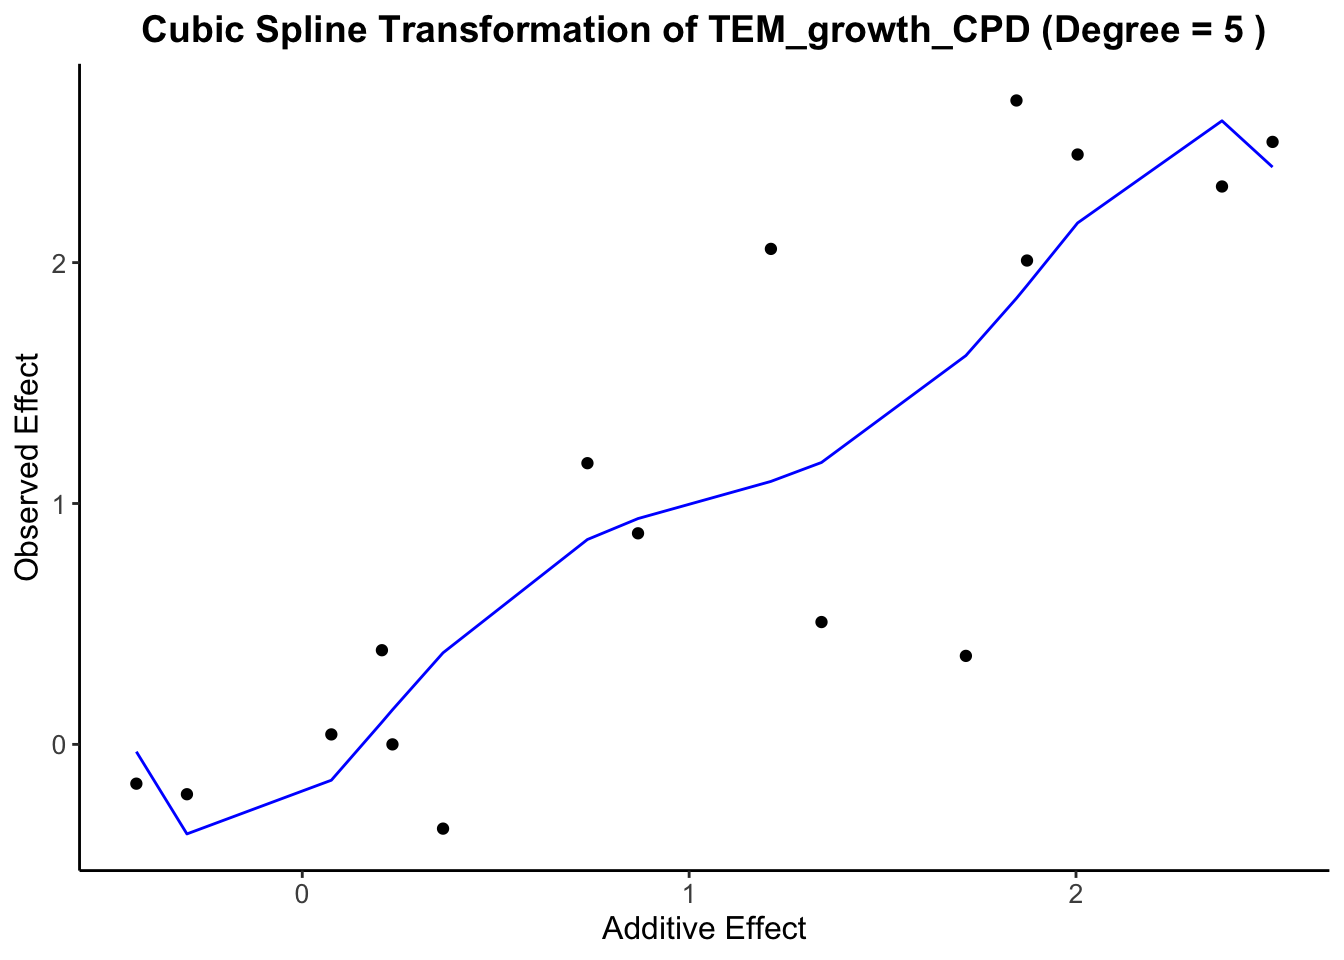 Cubic Spline Transformation of TEM_growth_CPD (Degree = 5 )
Observed Effect
2
1
0
0 1 2
Additive Effect